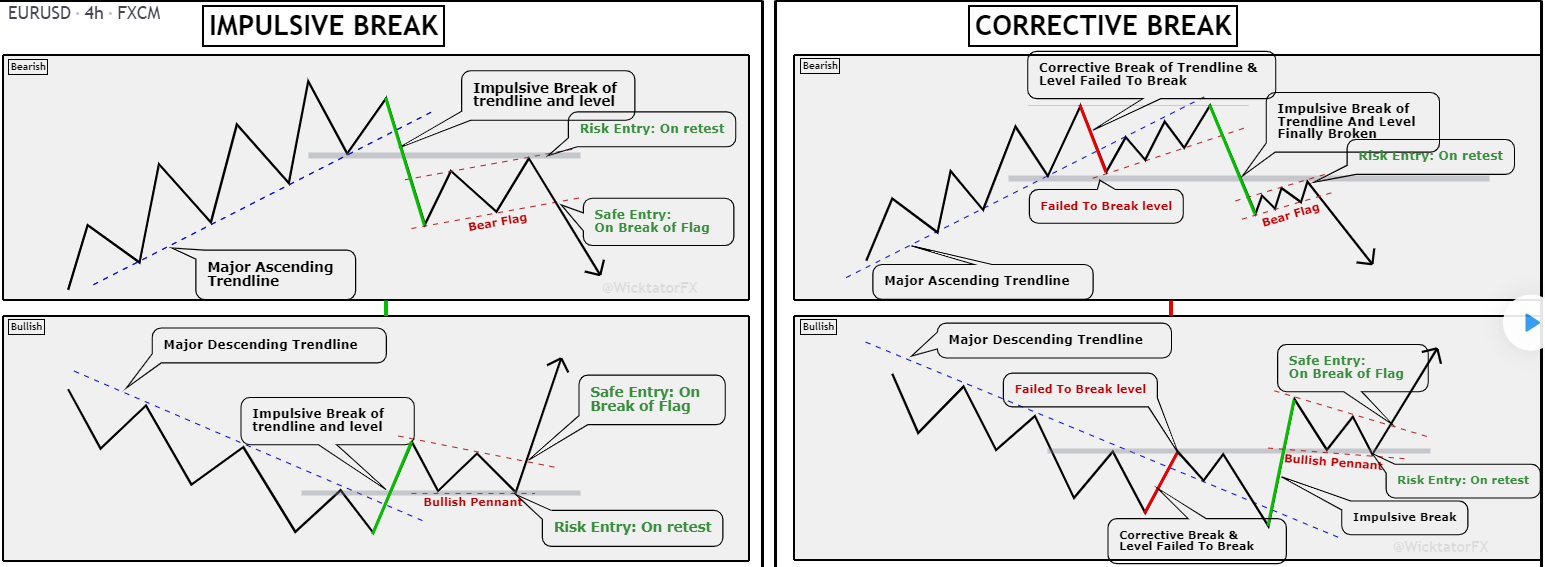 EURUSD · 4h · FXCM
IMPULSIVE BREAK
Bearish
Impulsive Break of
trendline and level
Risk Entry: On retest
Safe Entry:
On Break of Flag
Bear Flag
Major Ascending
Trendline
@WicktatorFX
Bullish
Major Descending Trendline
Impulsive Break of
trendline and level
Safe Entry: On
Break of Flag
Bullish Pennant
Risk Entry: On retest
CORRECTIVE BREAK
Bearish
Corrective Break of Trendline &
Level Failed To Break
Impulsive Break of
Trendline And Level
Finally Broken
Risk Entry: On retest
Failed To Break level
Bear Flag
Major Ascending Trendline
Bullish
Major Descending Trendline
Safe Entry:
On Break of Flag
Failed To Break level
Bullish Pennant
Risk Entry: On retest
Impulsive Break
Corrective Break &
Level Failed To Break
@WicktatorFX